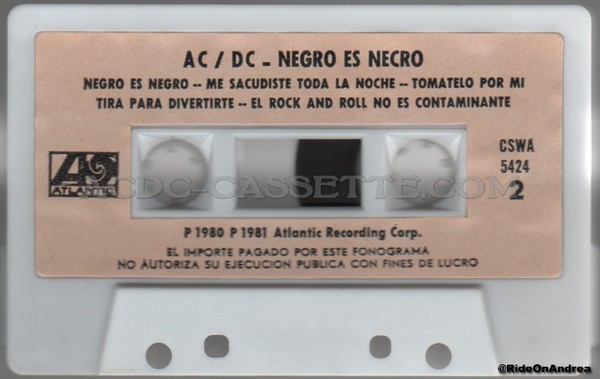 AC / DC - NEGRO ES NECRO
NEGRO ES NEGRO -- ME SACUDISTE TODA LA NOCHE -- TOMATELO POR MI
TIRA PARA DIVERTIRTE -- EL ROCK AND ROLL NO ES CONTAMINANTE
CSWA
5424
2
ATLANTIC
ACDC-CASSETTE.COM
P 1980 P 1981 Atlantic Recording Corp.
EL IMPORTE PAGADO POR ESTE FONOGRAMA
NO AUTORIZA SU EJECUCION PUBLICA CON FINES DE LUCRO
@RideOnAndrea